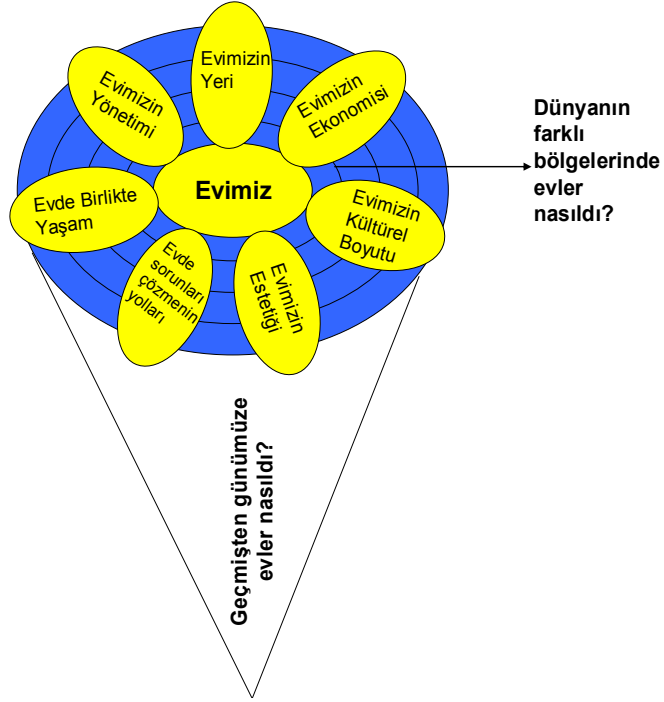 Evimizin
Yeri
Evimizin
Yönetimi
Evimizin
Ekonomisi
Evimiz
Evde Birlikte
Yaşam
Evimizin
Kültürel
Boyutu
Evde
sorunları
çözmenin
yolları
Evimizin
Estetiği
Dünyanın
farklı
bölgelerinde
evler
nasıldı?
Geçmişten günümüze
evler nasıldı?